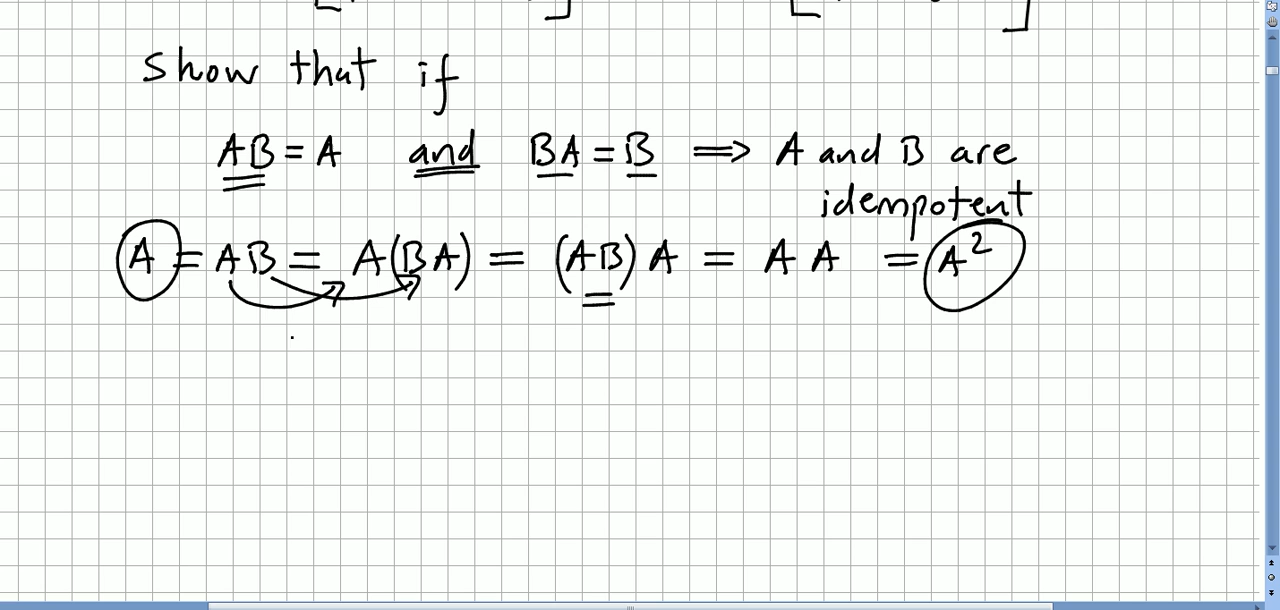 show that if
AB = A and BA = B ⟹ A and B are
idempotent
A = AB = A(BA) = (AB)A = AA = A²